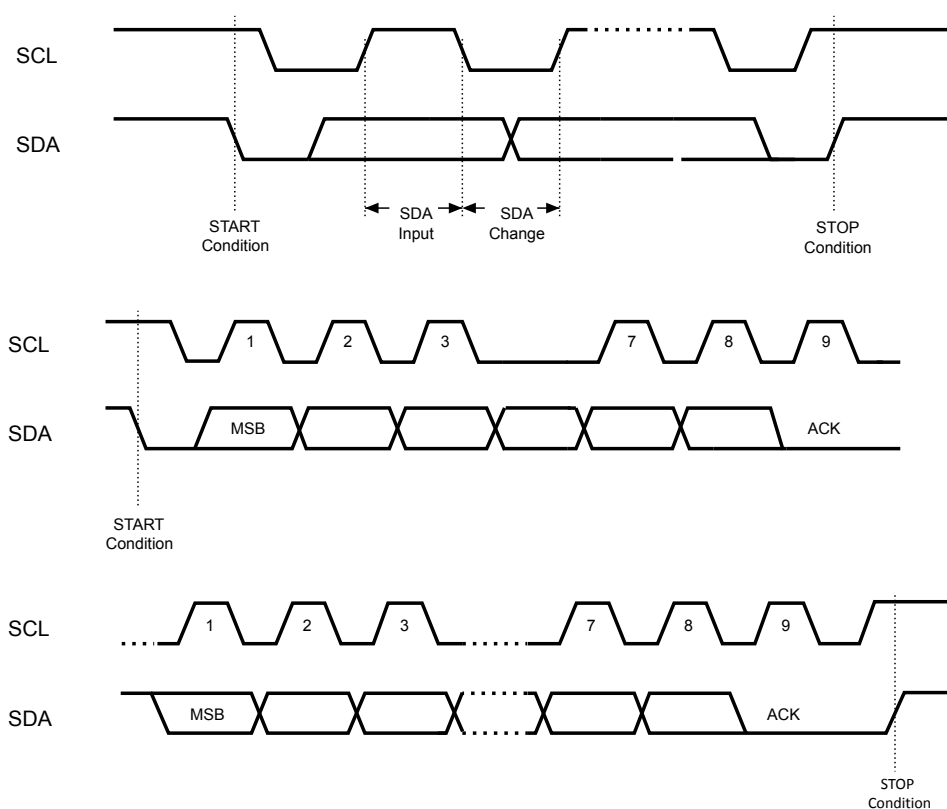 SCL
SDA
START
Condition
SDA
Input
SDA
Change
STOP
Condition
SCL
1 2 3 7 8 9
SDA
MSB ACK
START
Condition
SCL
1 2 3 7 8 9
SDA
MSB ACK
STOP
Condition